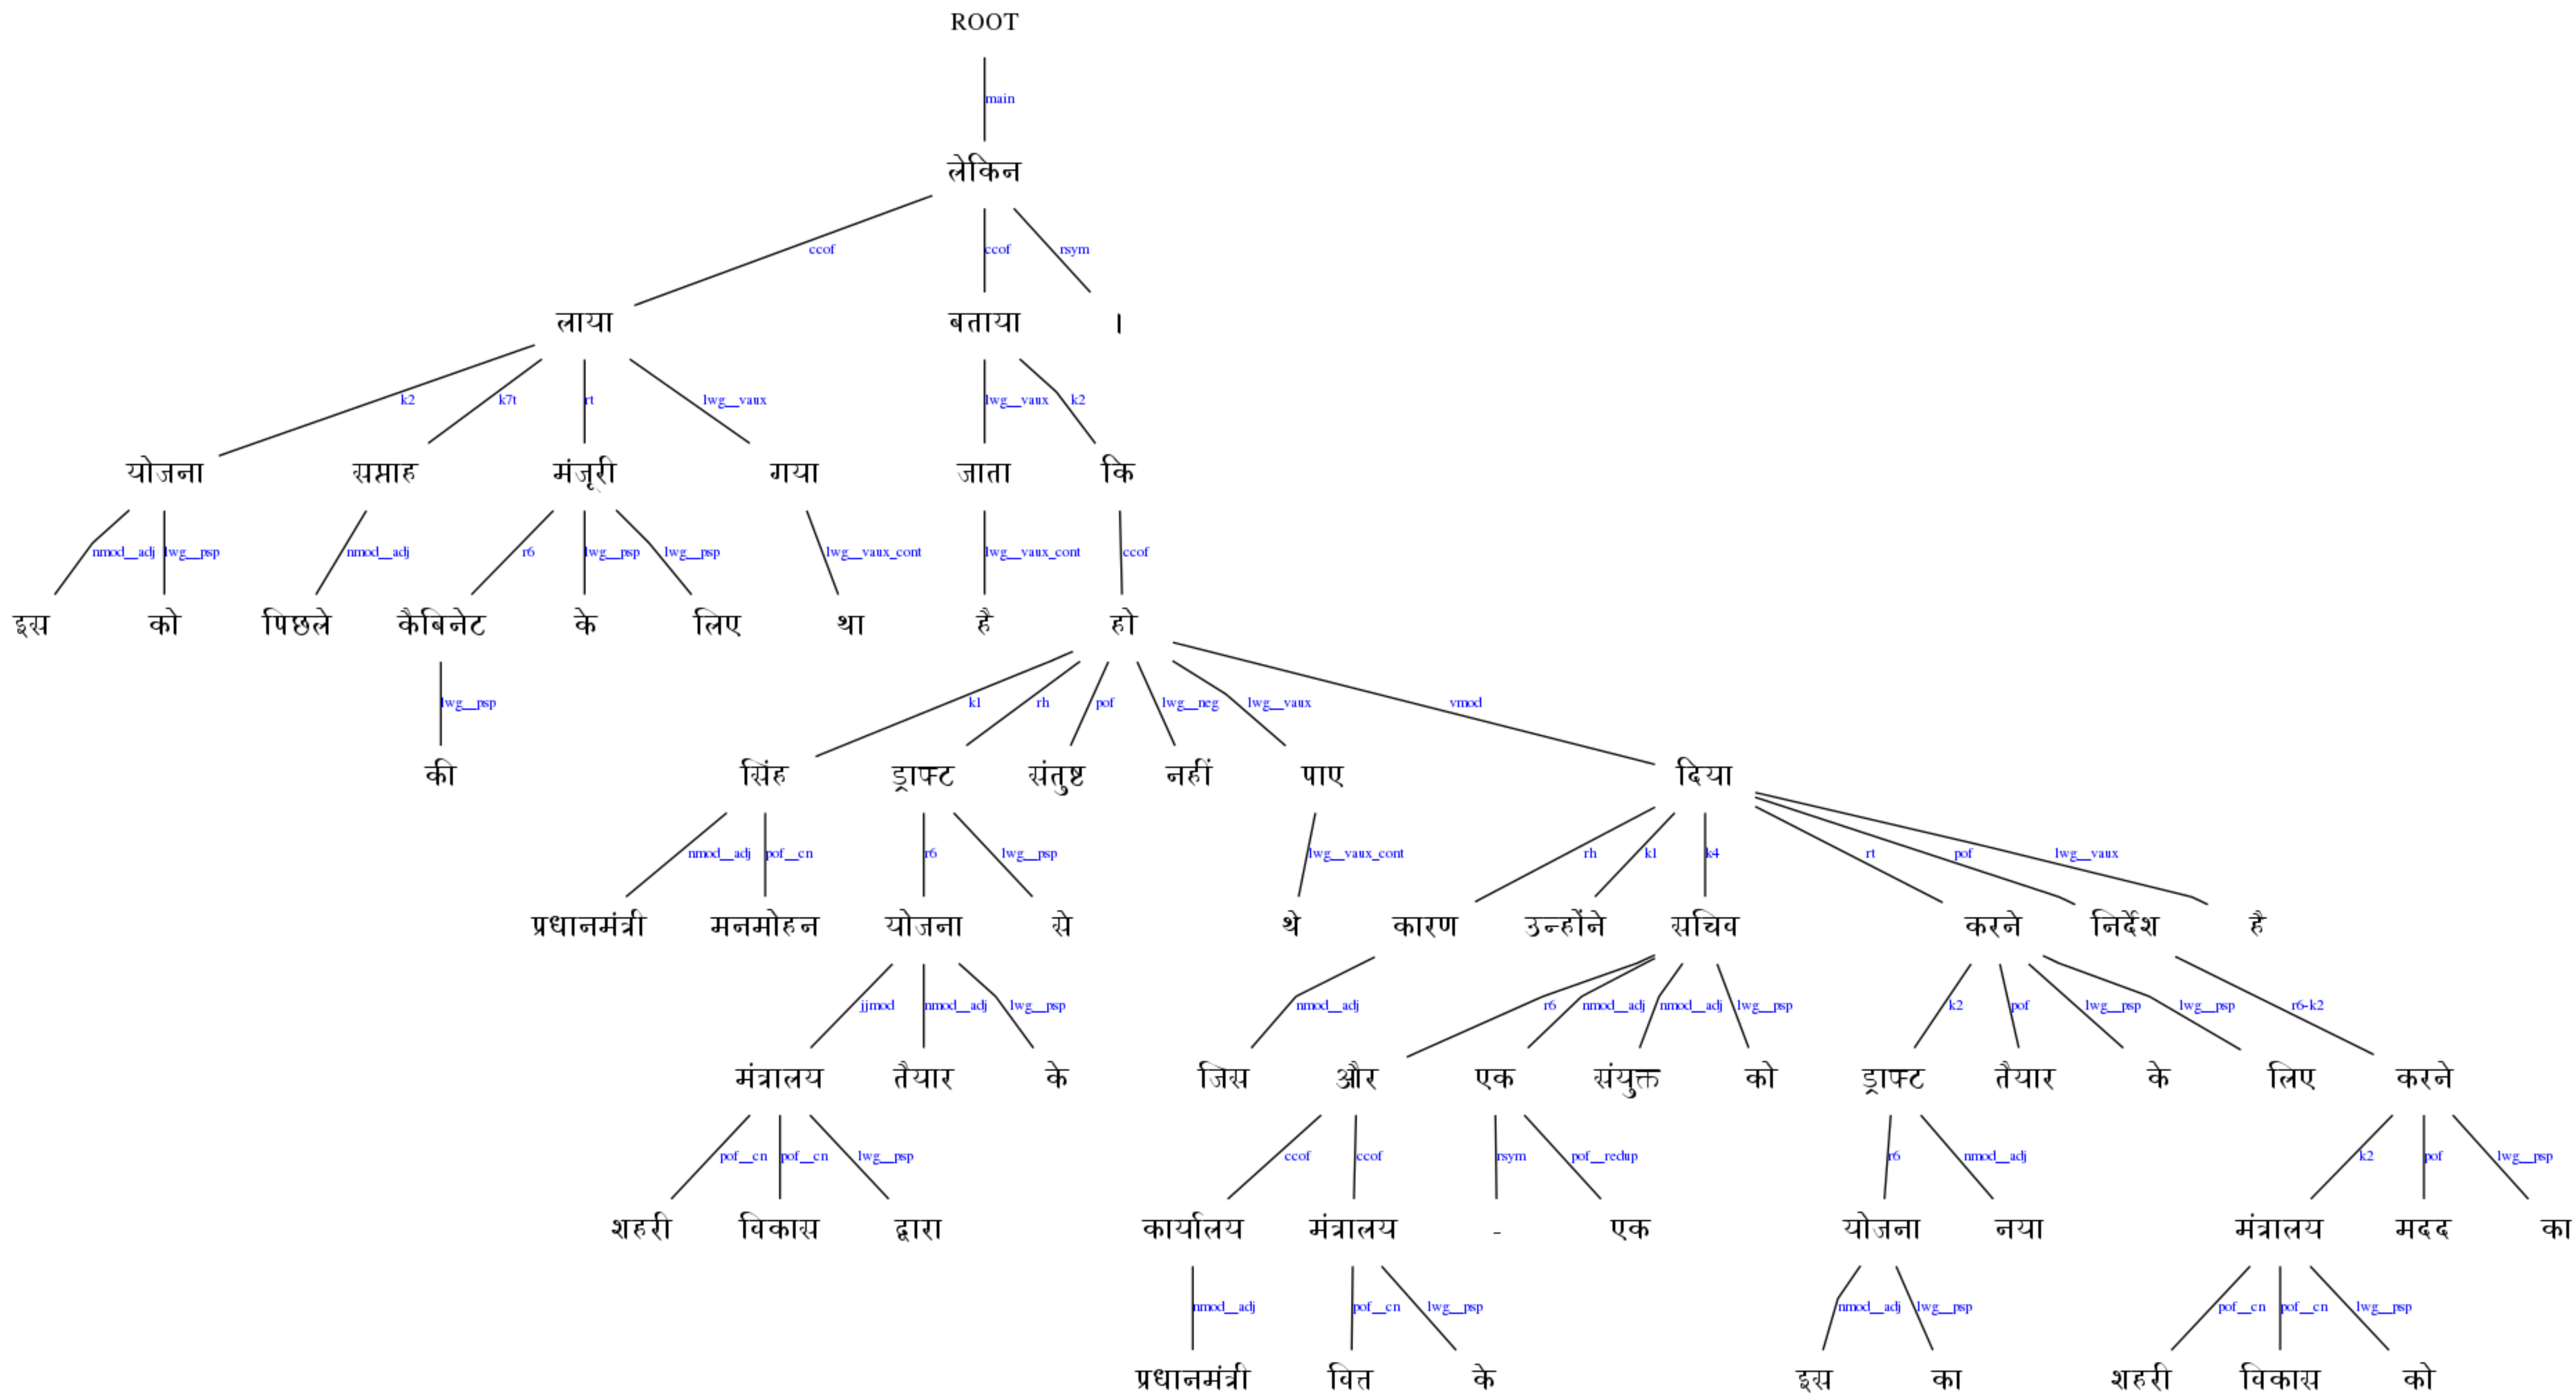 ROOT
main
लेकिन
ccof ccof rsym
लाया बताया ।
k2 k7t rt lwg__vaux lwg__vaux k2
योजना सप्ताह मंजूरी गया जाता कि
nmod__adj lwg__psp nmod__adj r6 lwg__psp lwg__psp lwg__vaux_cont lwg__vaux_cont ccof
इस को पिछले कैबिनेट के लिए था है हो
lwg__psp k1 rh pof lwg__neg lwg__vaux vmod
की सिंह ड्राफ्ट संतुष्ट नहीं पाए दिया
nmod__adj pof__cn r6 lwg__psp lwg__vaux_cont rh k1 k4 rt pof lwg__vaux
प्रधानमंत्री मनमोहन योजना से थे कारण उन्होंने सचिव करने निर्देश है
jjmod nmod__adj lwg__psp nmod__adj r6 nmod__adj nmod__adj lwg__psp k2 pof lwg__psp lwg__psp r6-k2
मंत्रालय तैयार के जिस और एक संयुक्त को ड्राफ्ट तैयार के लिए करने
pof__cn pof__cn lwg__psp ccof ccof rsym pof__redup r6 nmod__adj k2 pof lwg__psp
शहरी विकास द्वारा कार्यालय मंत्रालय - एक योजना नया मंत्रालय मदद का
nmod__adj pof__cn lwg__psp nmod__adj lwg__psp pof__cn pof__cn lwg__psp
प्रधानमंत्री वित्त के इस का शहरी विकास को